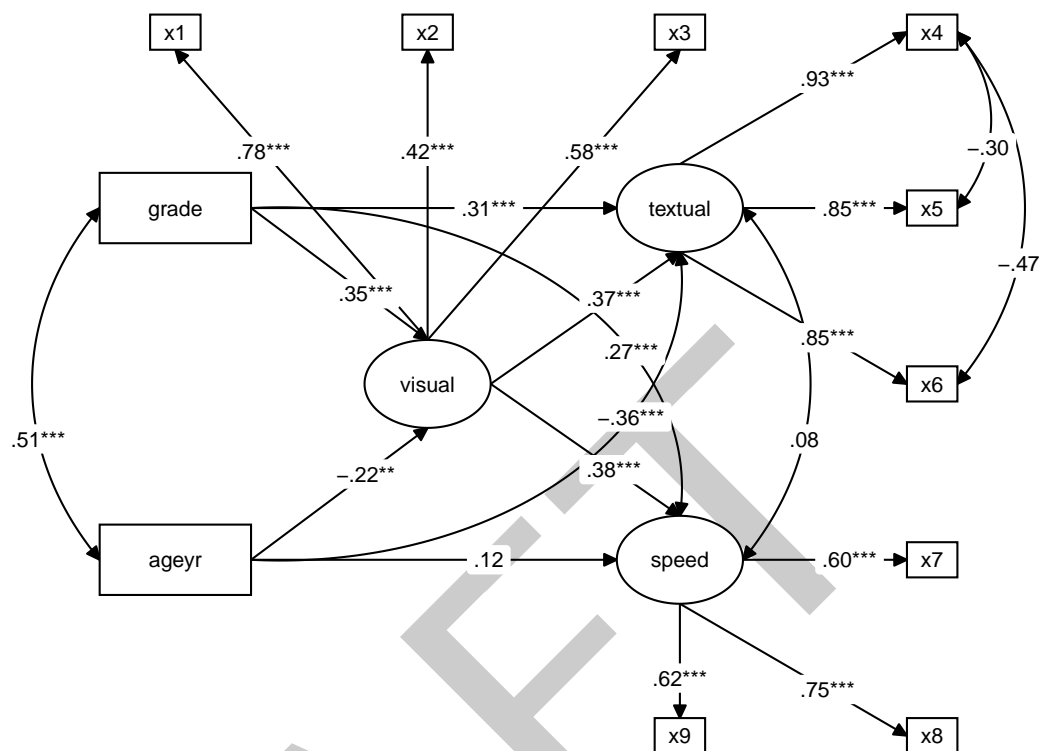 x1
x2
x3
x4
.93***
.78***
.42***
.58***
−.30
grade
.31***
textual
.85***
x5
−.47
.35***
.37***
.85***
.27***
visual
x6
−.36***
.51***
.08
−.22**
.38***
ageyr
.12
speed
.60***
x7
.62***
.75***
x9
x8